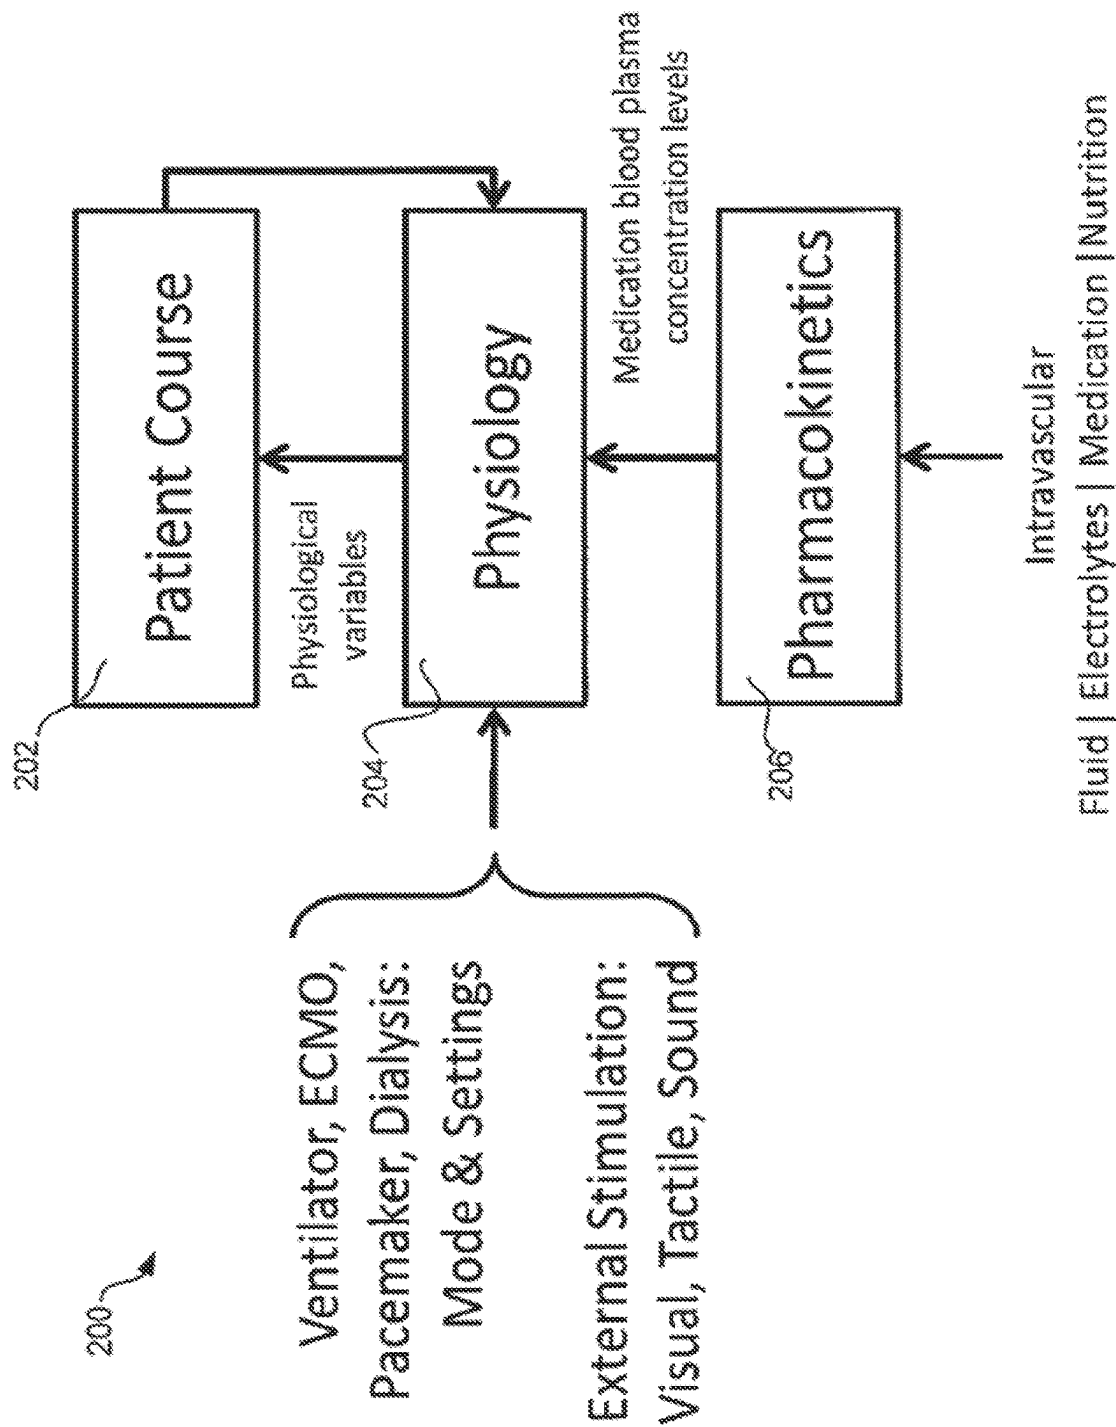 200
Ventilator, ECMO,
Pacemaker, Dialysis:
Mode & Settings
External Stimulation:
Visual, Tactile, Sound
202
Patient Course
Physiological
variables
204
Physiology
Medication blood plasma
concentration levels
206
Pharmacokinetics
Intravascular
Fluid | Electrolytes | Medication |Nutrition